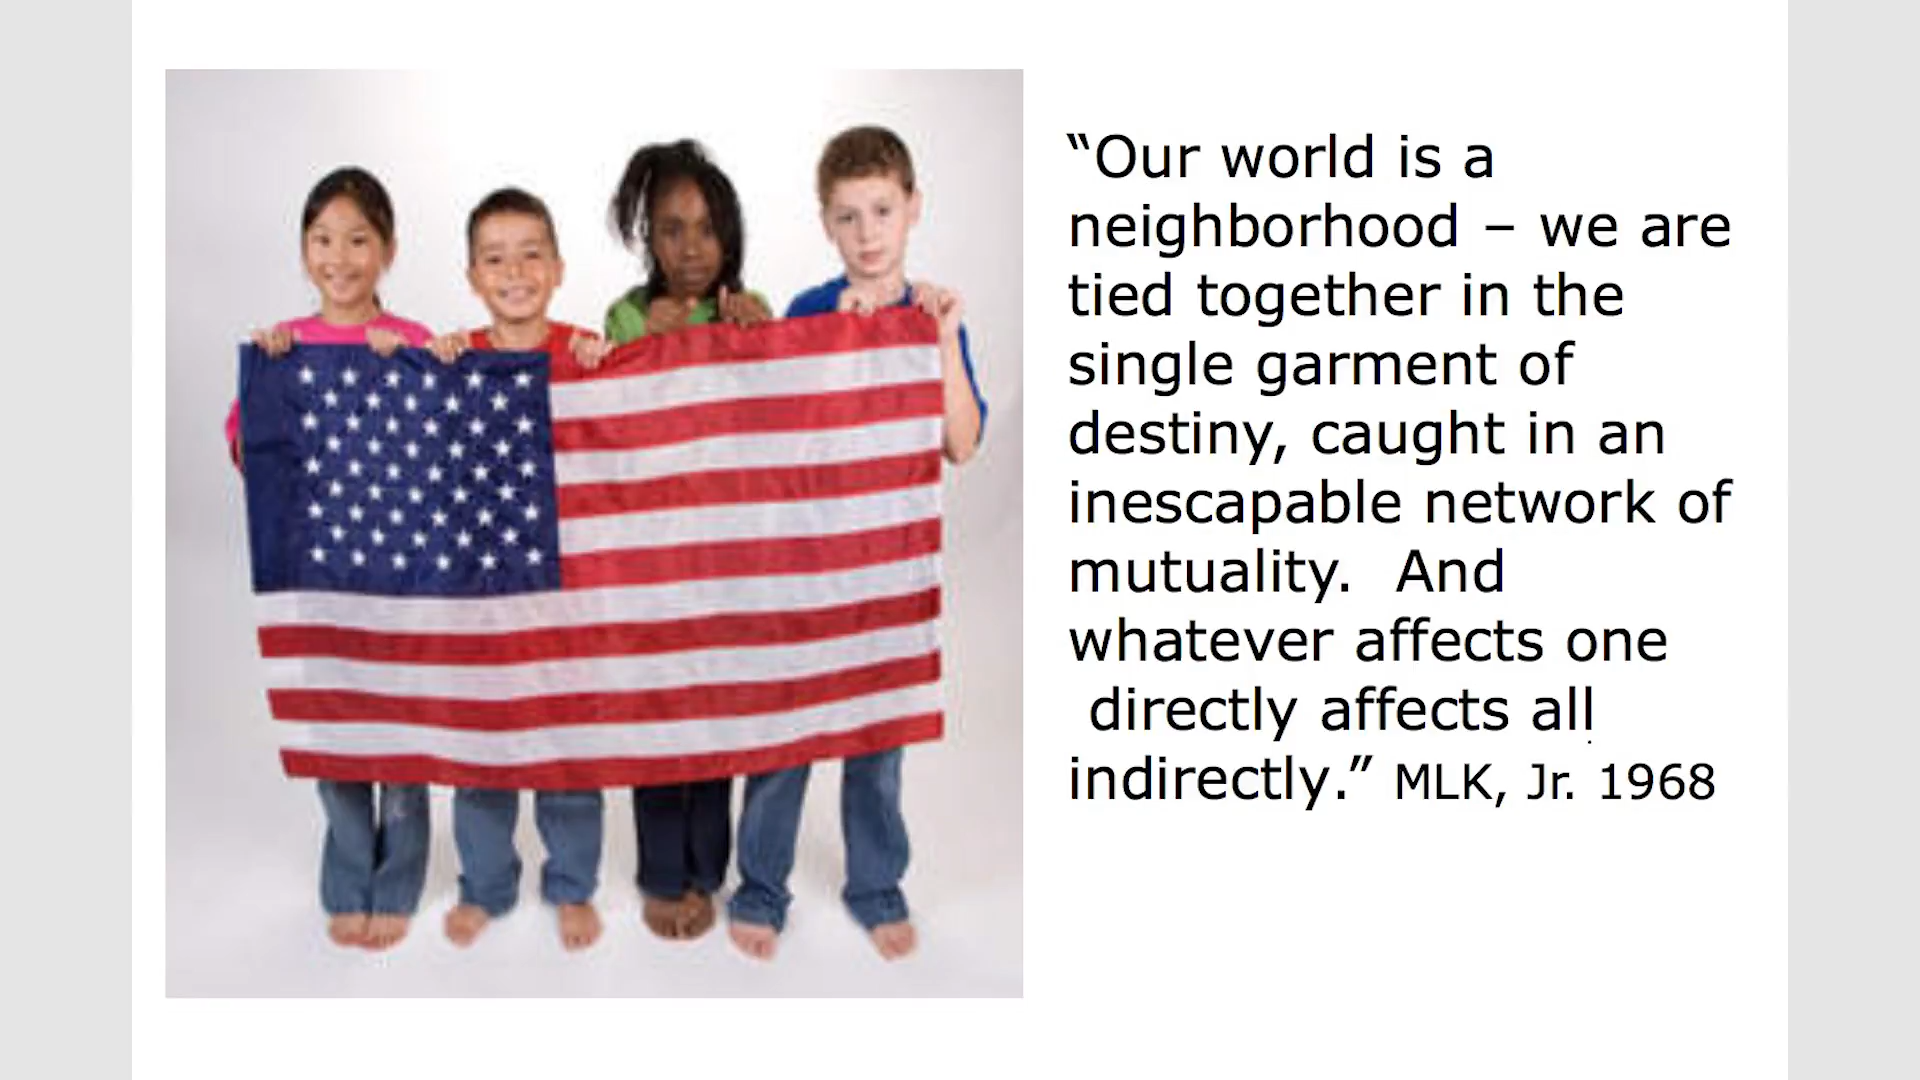 “Our world is a
neighborhood – we are
tied together in the
single garment of
destiny, caught in an
inescapable network of
mutuality.  And
whatever affects one
directly affects all
indirectly.” MLK, Jr. 1968